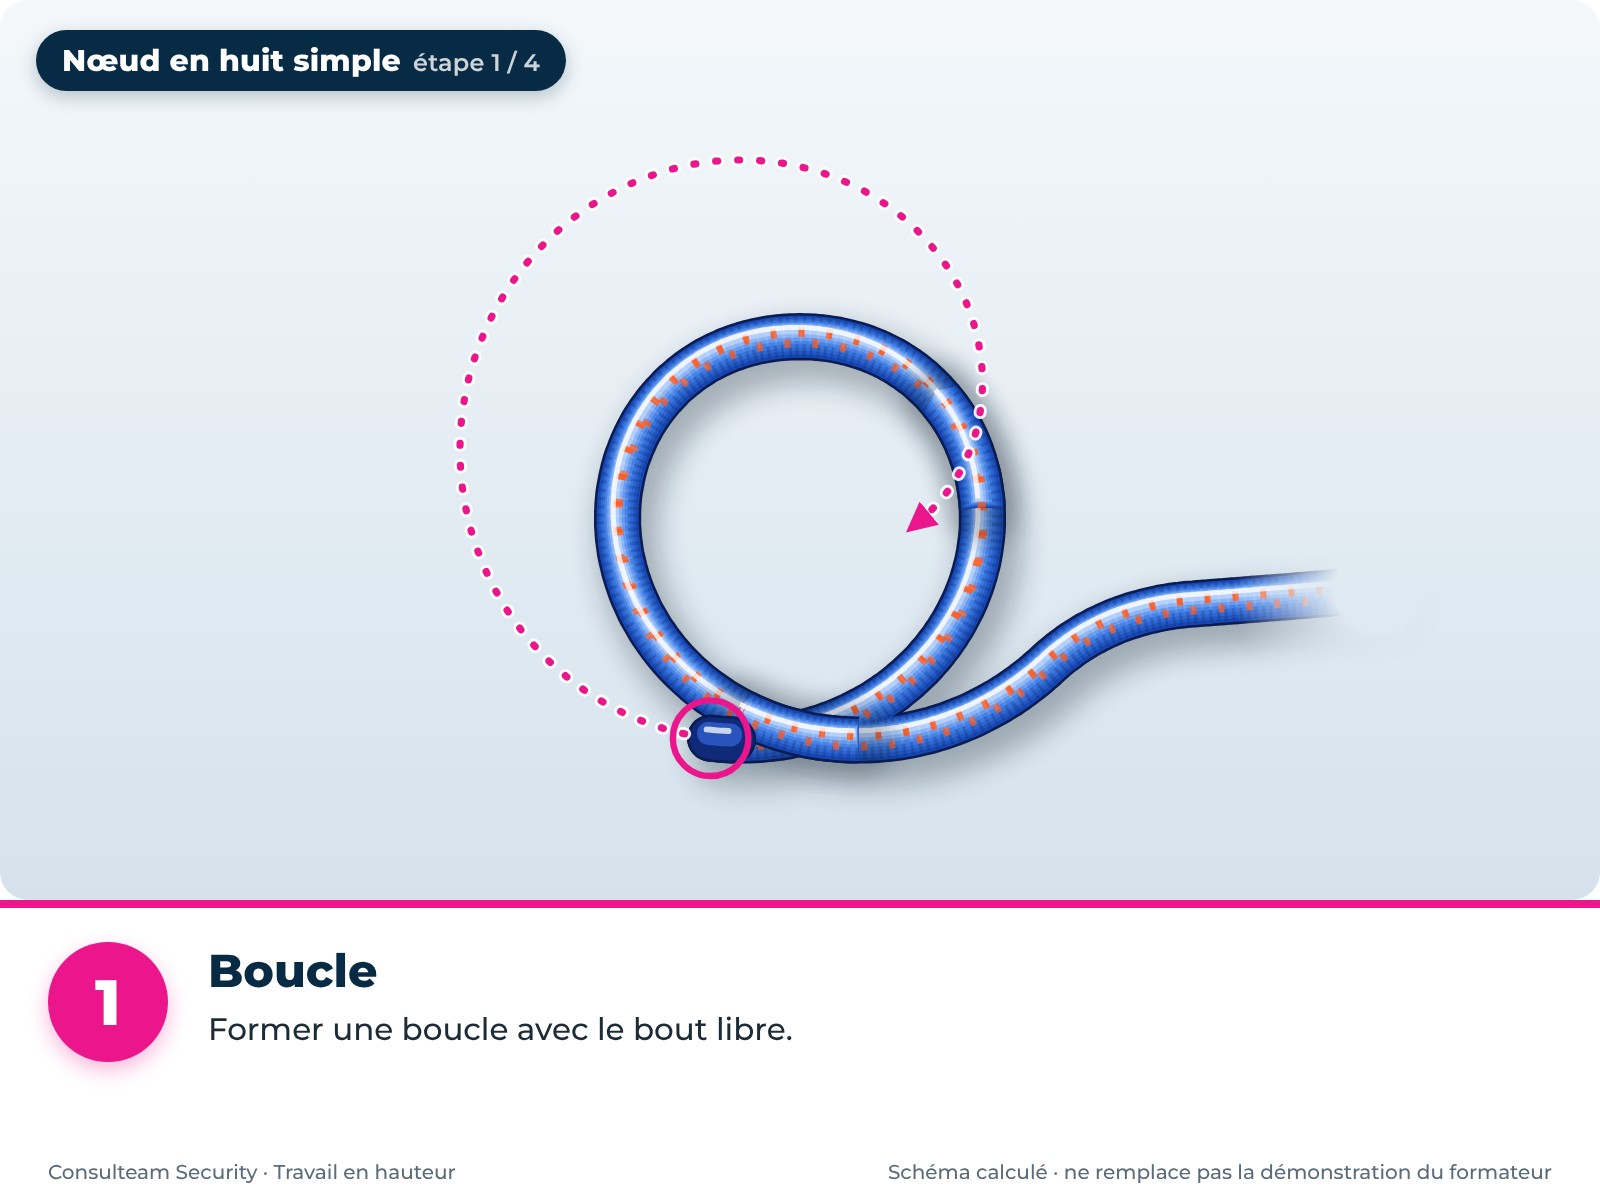 Nœud en huit simple étape 1 / 4
1
Boucle
Former une boucle avec le bout libre.
Consulteam Security · Travail en hauteur
Schéma calculé · ne remplace pas la démonstration du formateur